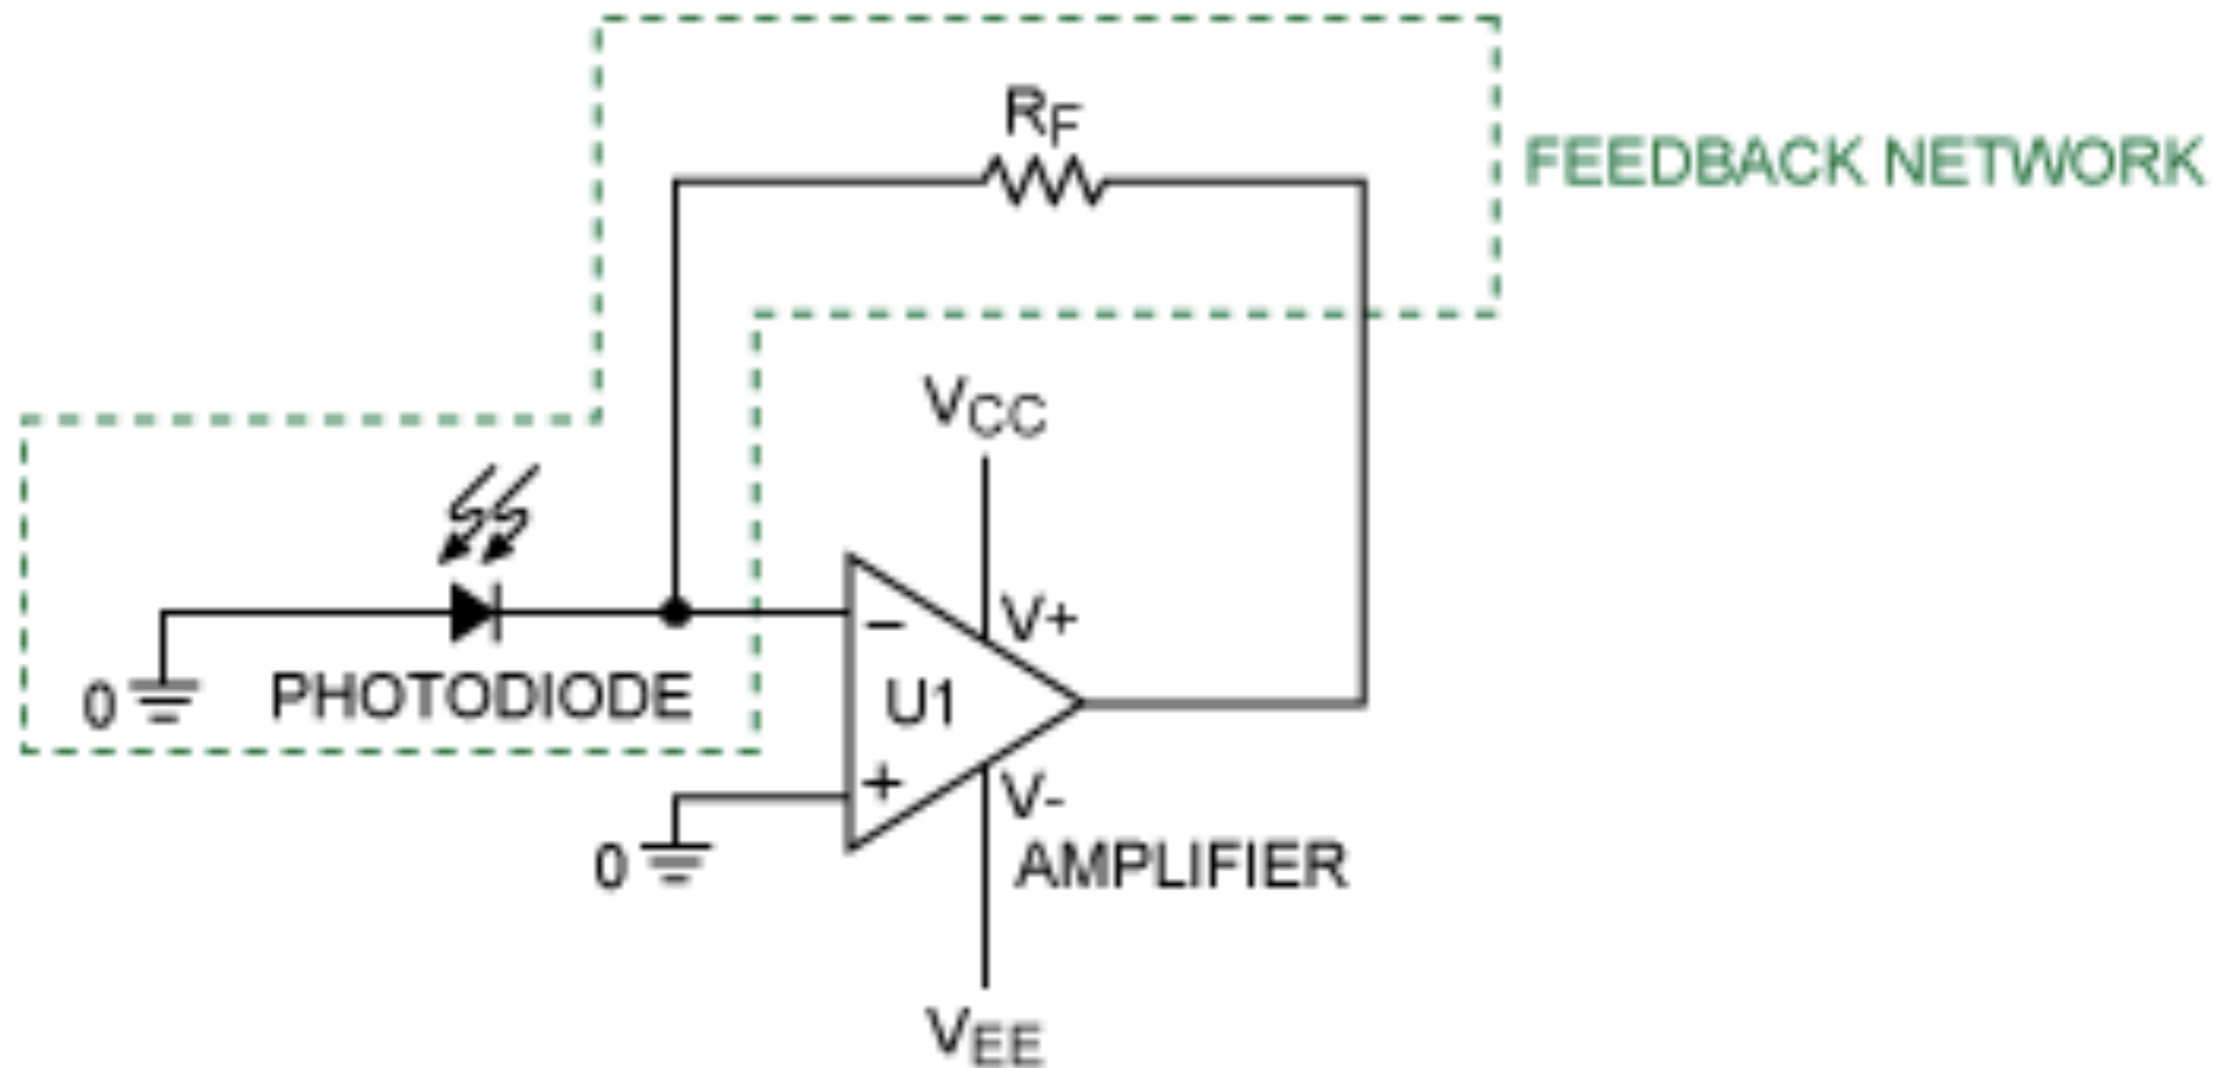 RF
FEEDBACK NETWORK
VCC
V+
PHOTODIODE
0
−
U1
+
V-
0
AMPLIFIER
VEE